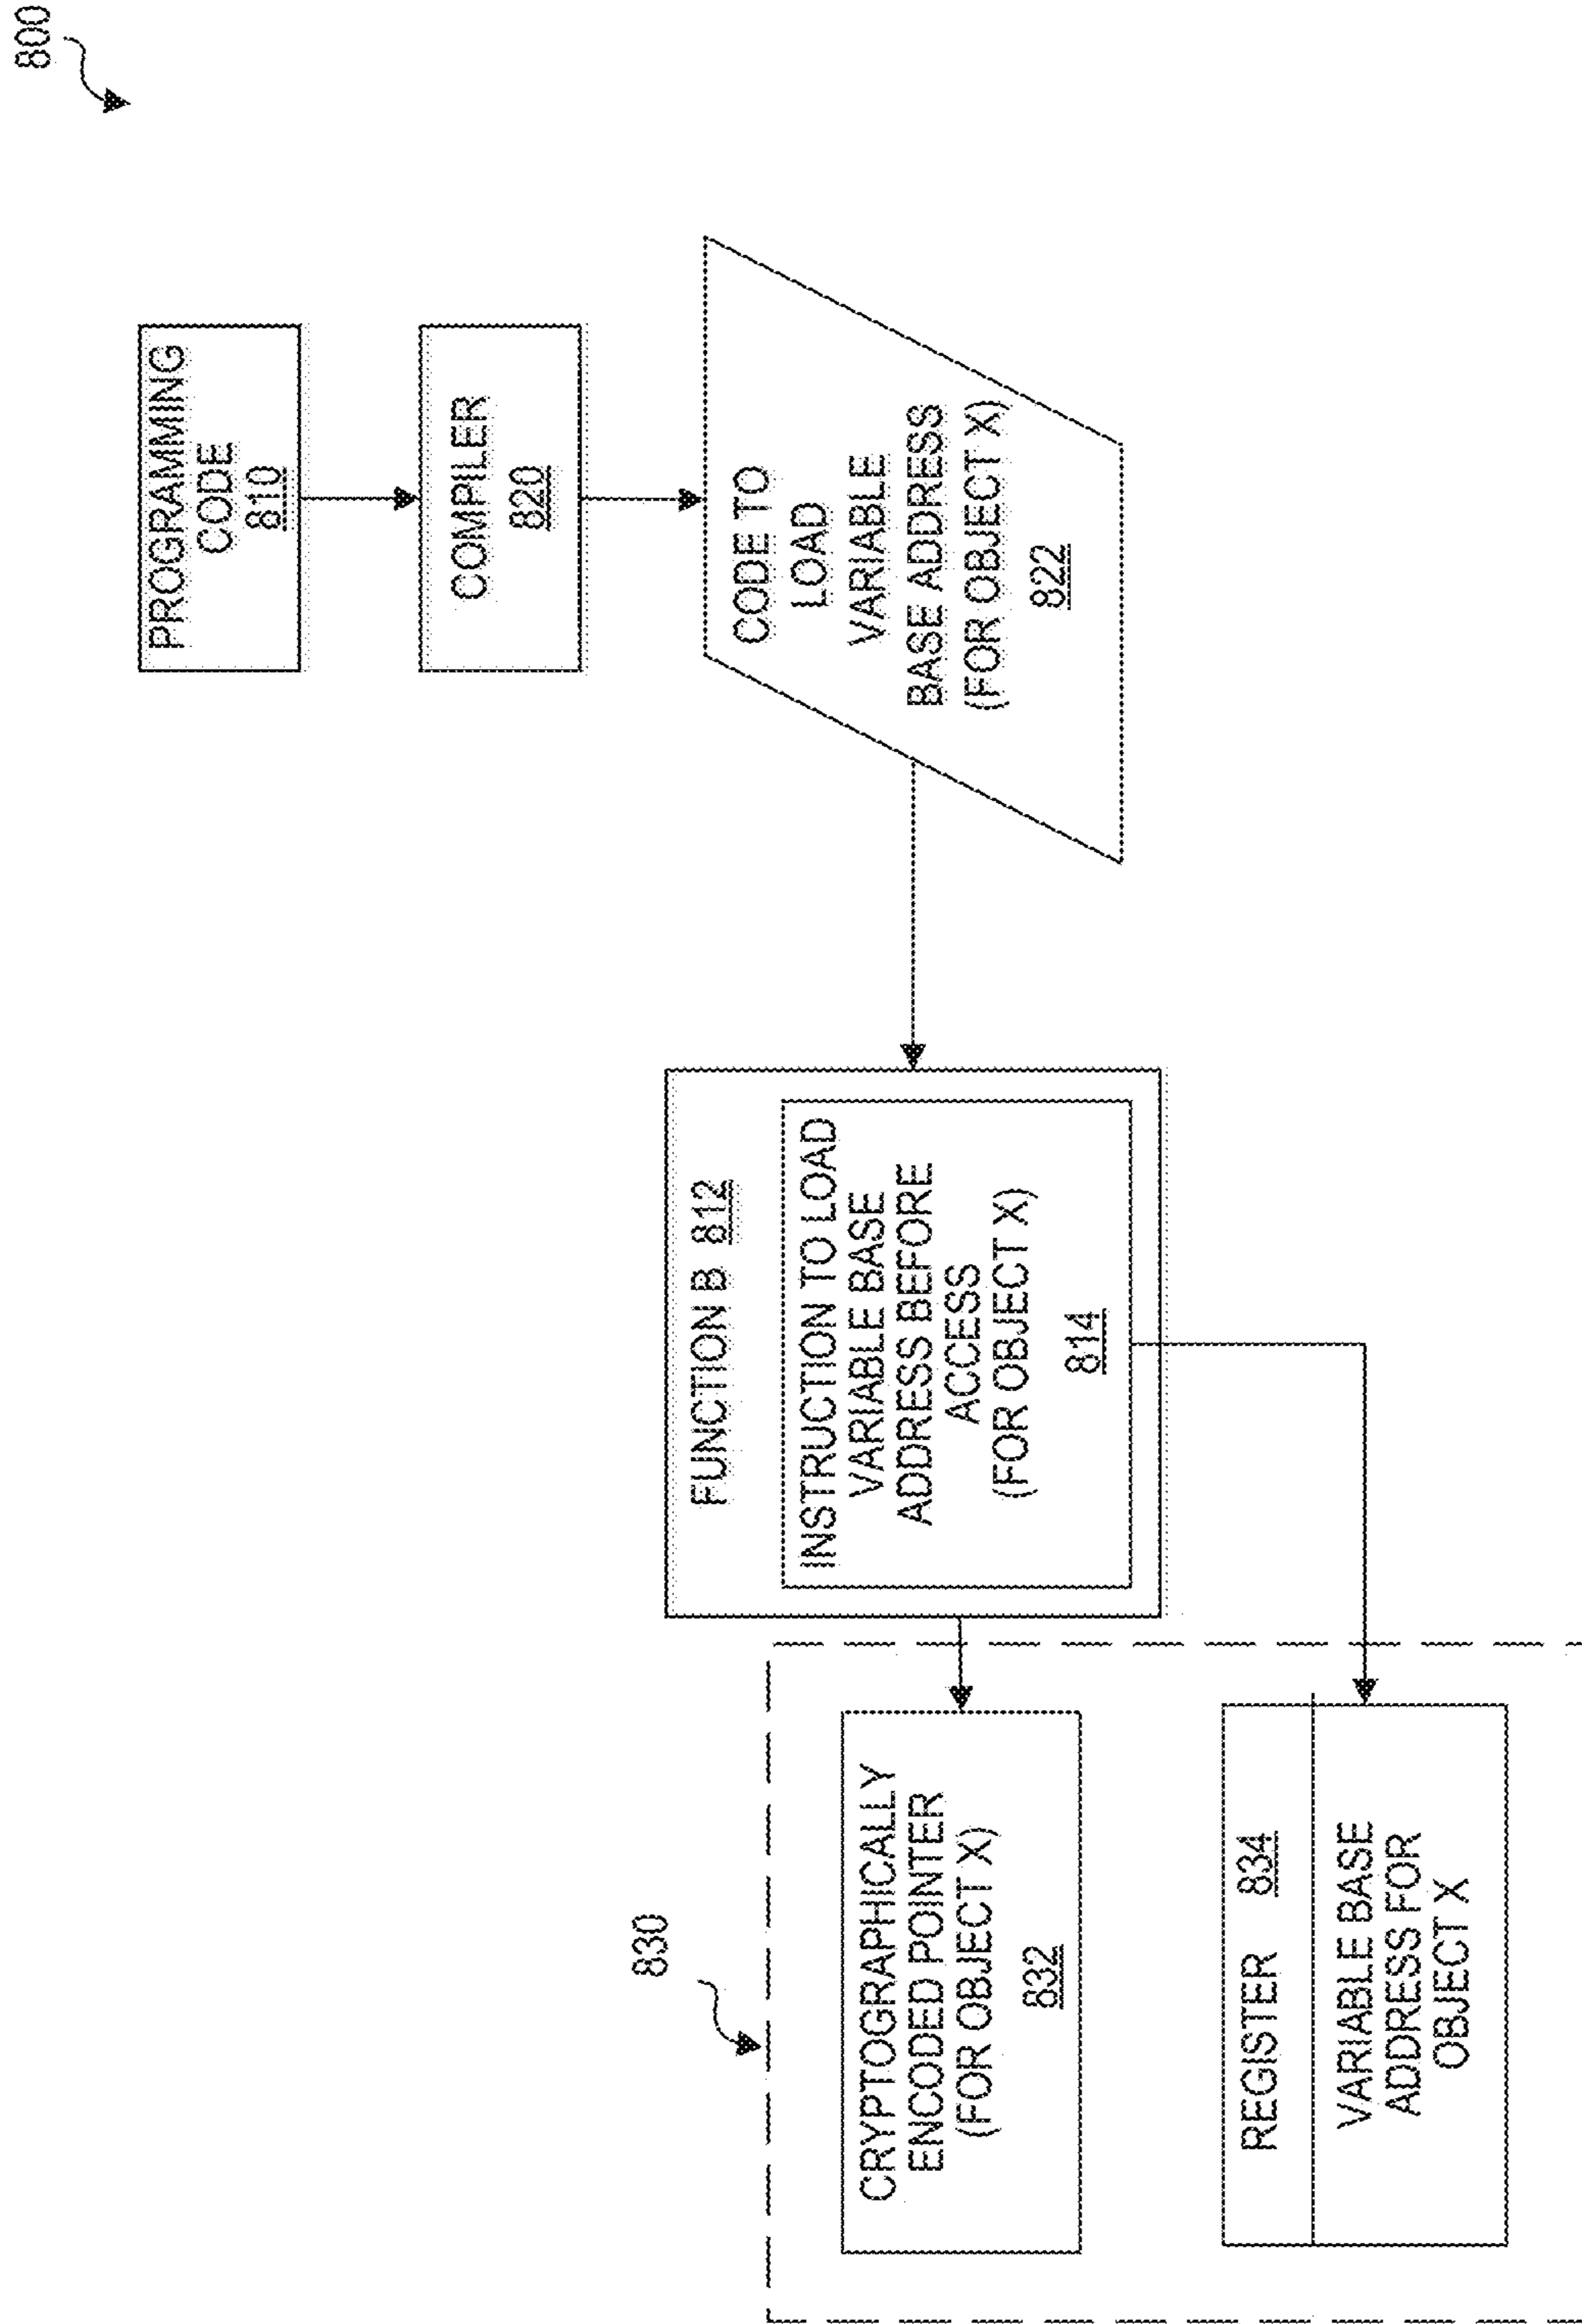 800
PROGRAMMING
CODE
810
COMPILER
820
CODE TO
LOAD
VARIABLE
BASE ADDRESS
(FOR OBJECT X)
822
FUNCTION B 812
INSTRUCTION TO LOAD
VARIABLE BASE
ADDRESS BEFORE
ACCESS
(FOR OBJECT X)
814
830
CRYPTOGRAPHICALLY
ENCODED POINTER
(FOR OBJECT X)
832
REGISTER 834
VARIABLE BASE
ADDRESS FOR
OBJECT X